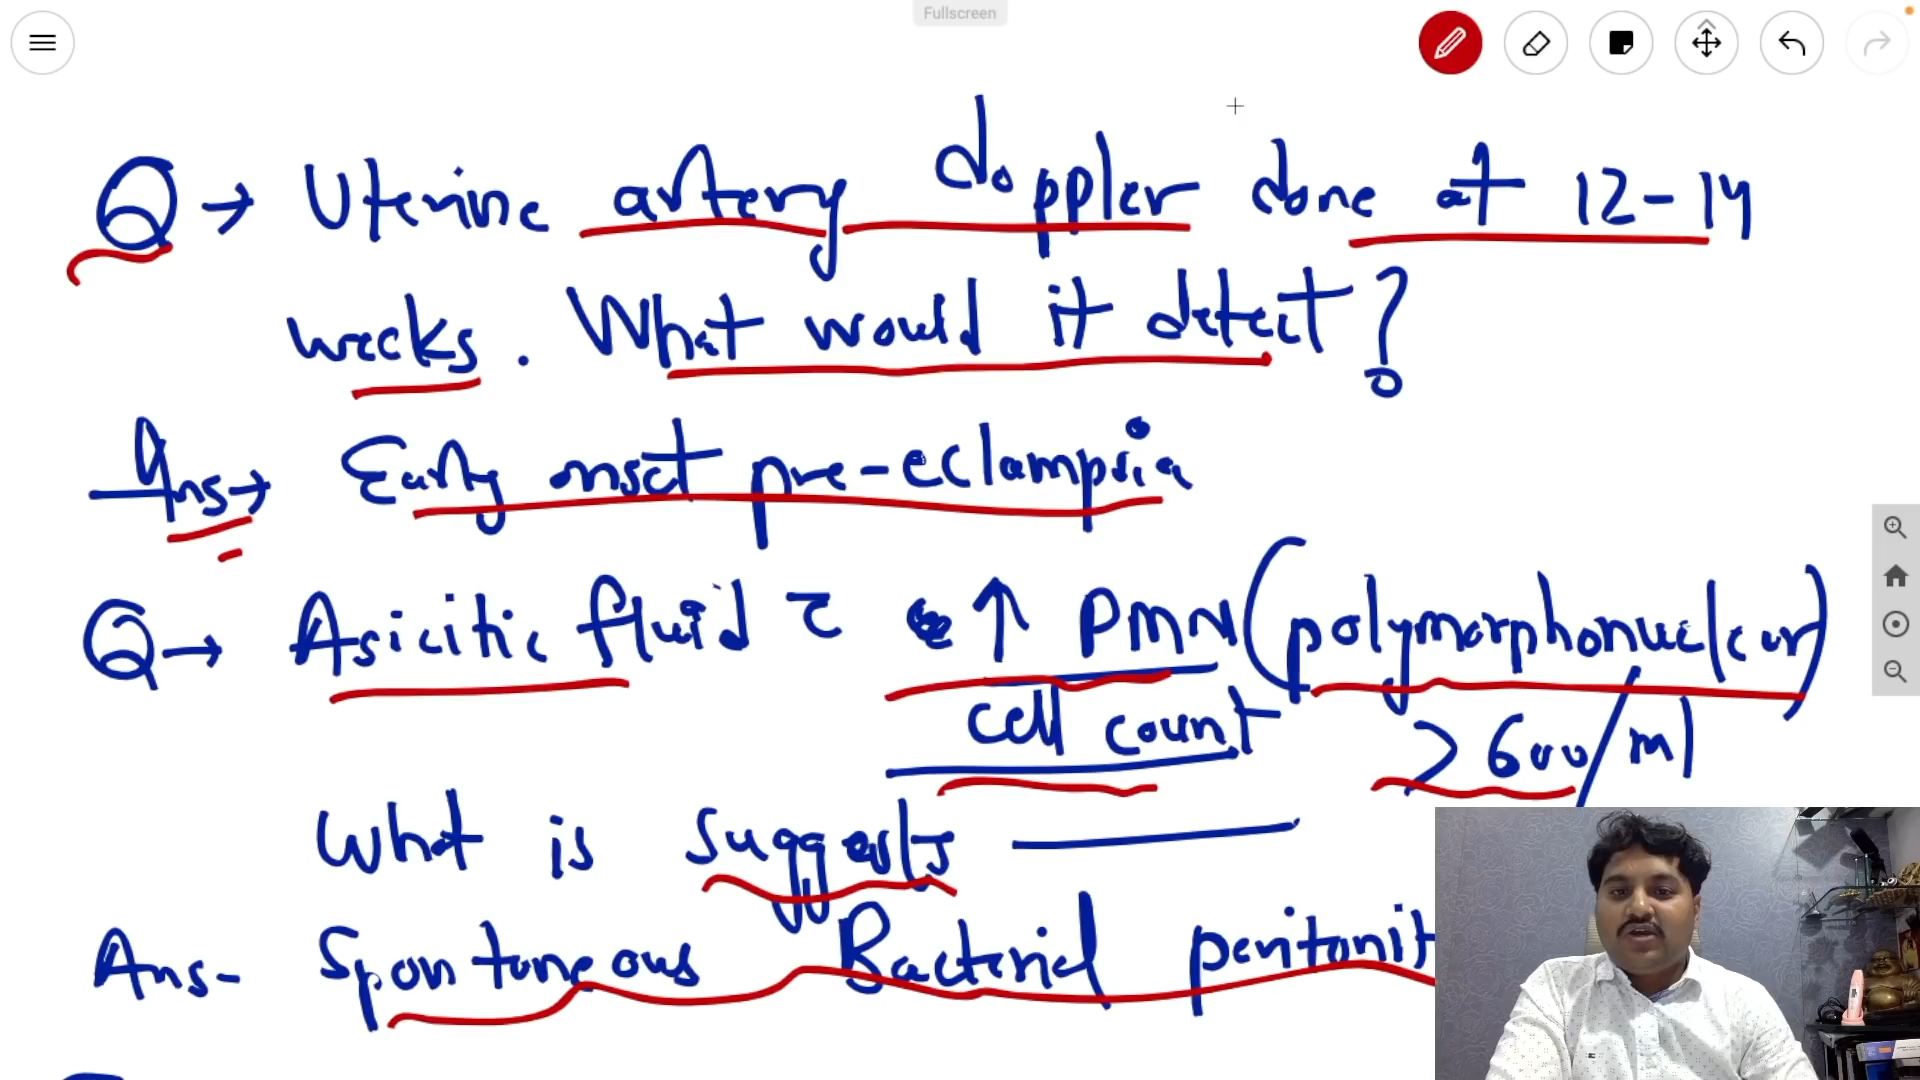 Fullscreen
Q → Uterine artery doppler done at 12-14
weeks. What would it detect?
Ans → Early onset pre-eclampsia
Q → Asicitic fluid c ↑ PMN (polymorphonuclear)
cell count >600/ml
What is suggests ———
Ans- Spontaneous Bacterial peritonit